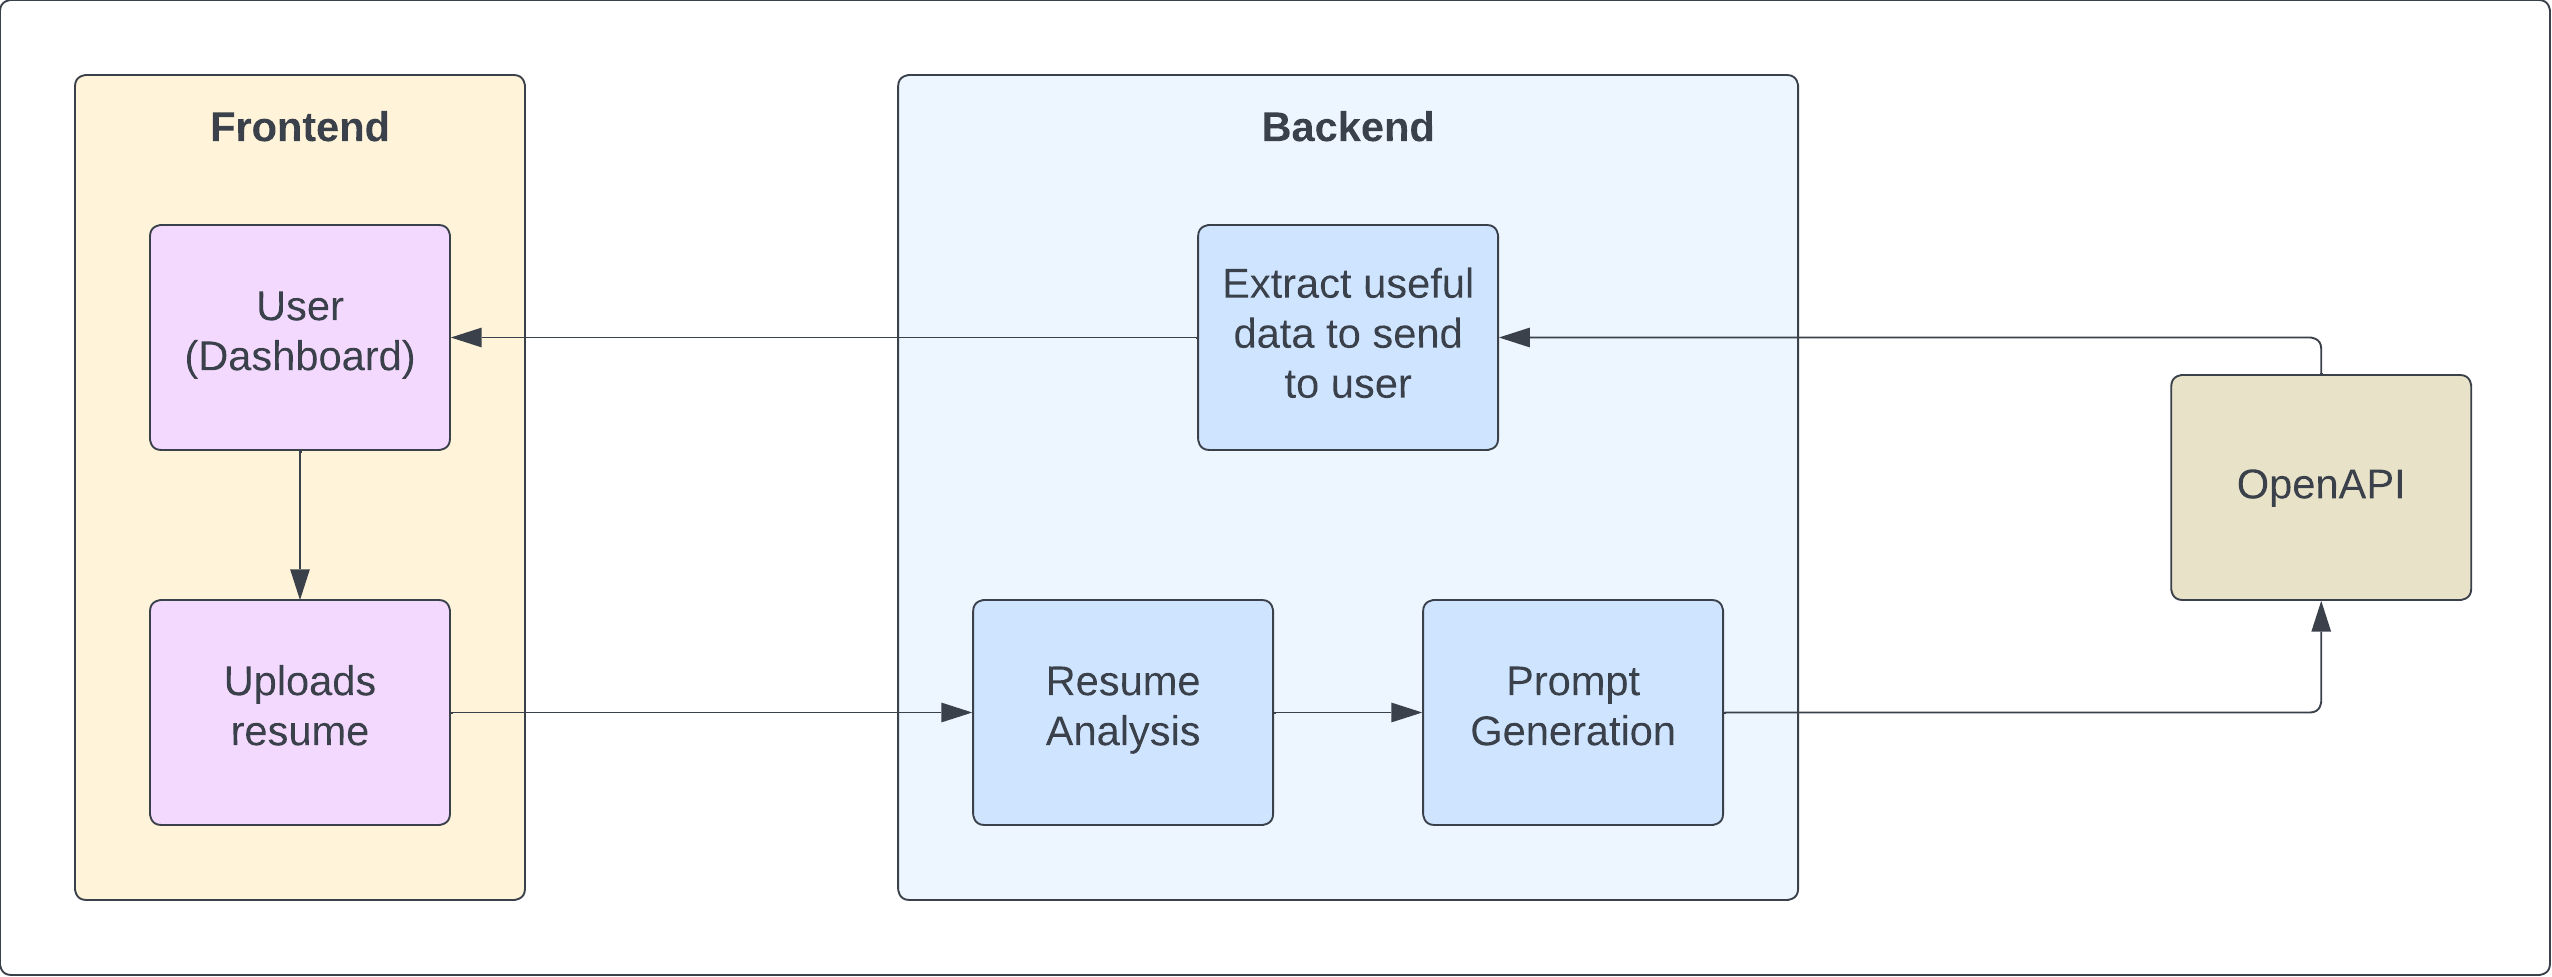 Frontend
User
(Dashboard)
Uploads
resume
Backend
Extract useful
data to send
to user
Resume
Analysis
Prompt
Generation
OpenAPI